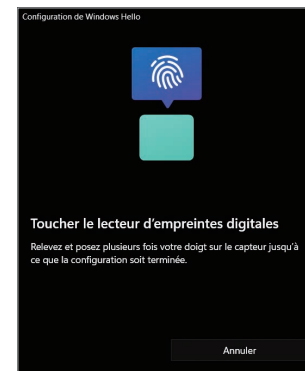 Configuration de Windows Hello
Toucher le lecteur d'empreintes digitales
Relevez et posez plusieurs fois votre doigt sur le capteur jusqu'à
ce que la configuration soit terminée.
Annuler